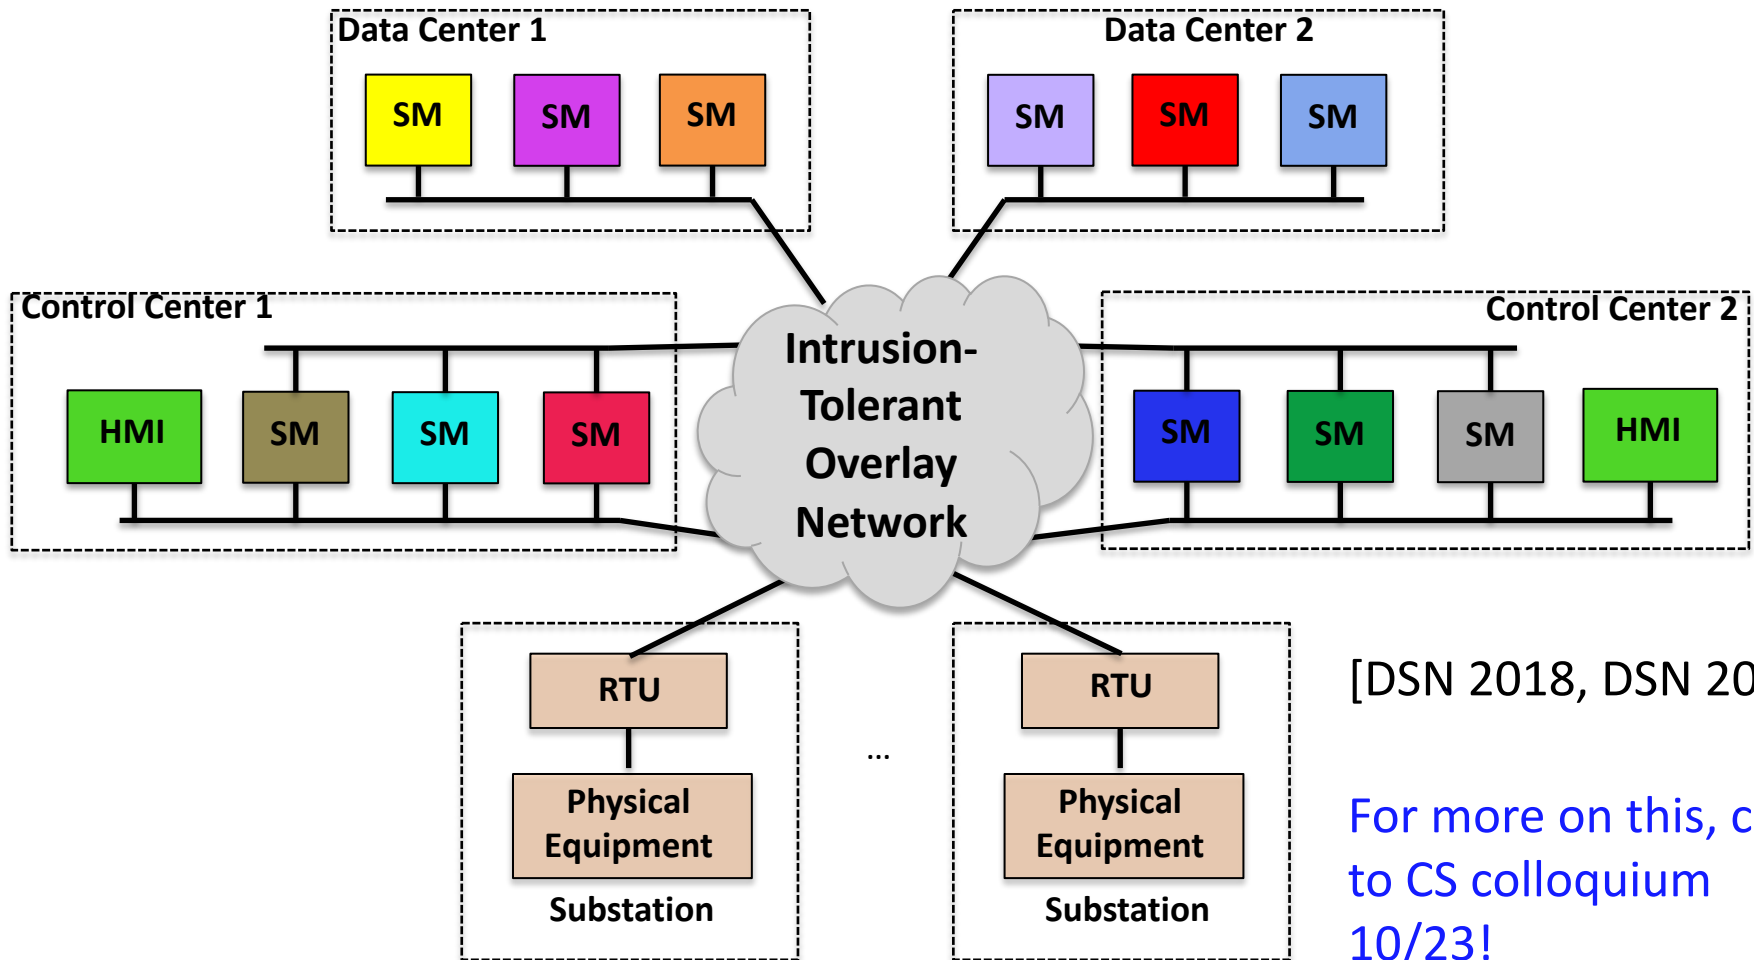 Data Center 1
Data Center 2
SM
SM
SM
SM
SM
SM
Control Center 1
Control Center 2
HMI
SM
SM
SM
Intrusion-
Tolerant
Overlay
Network
SM
SM
SM
HMI
RTU
RTU
...
Physical
Equipment
Physical
Equipment
Substation
Substation
[DSN 2018, DSN
For more on this,
to CS colloquium
10/23!